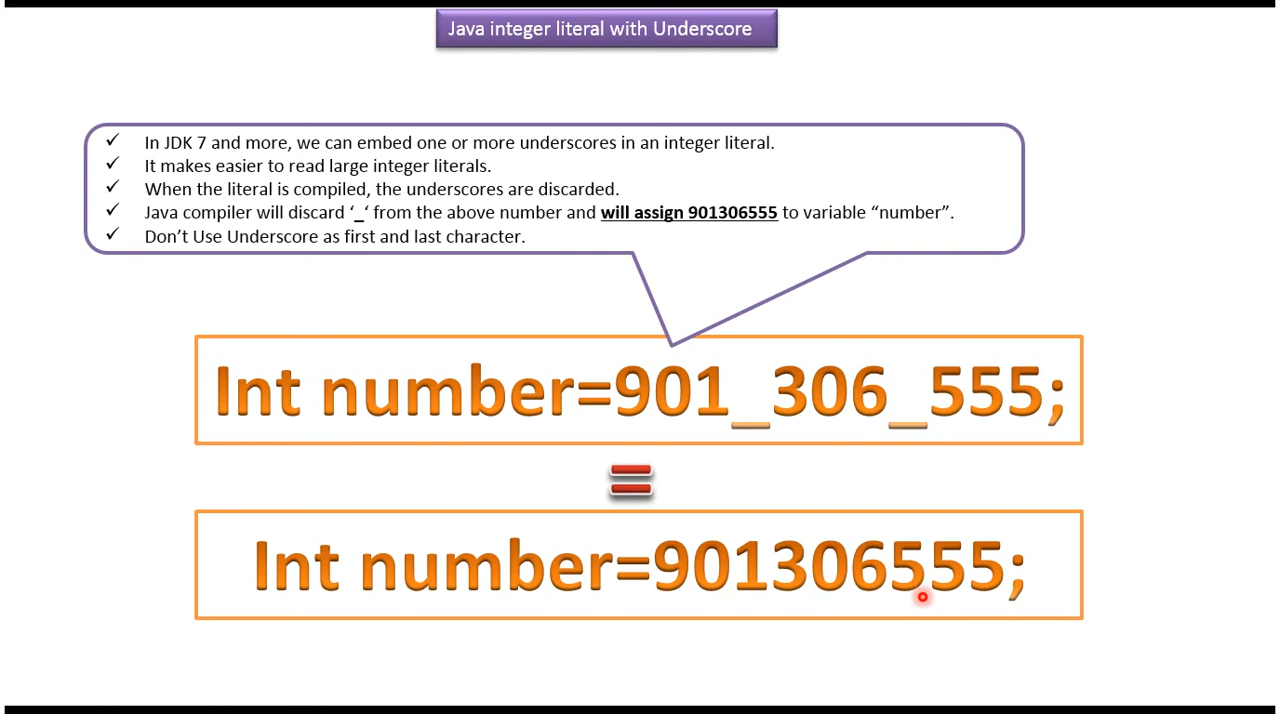 Java integer literal with Underscore
✓ In JDK 7 and more, we can embed one or more underscores in an integer literal.
✓ It makes easier to read large integer literals.
✓ When the literal is compiled, the underscores are discarded.
✓ Java compiler will discard ‘_‘ from the above number and will assign 901306555 to variable “number”.
✓ Don’t Use Underscore as first and last character.
Int number=901_306_555;
=
Int number=901306555;